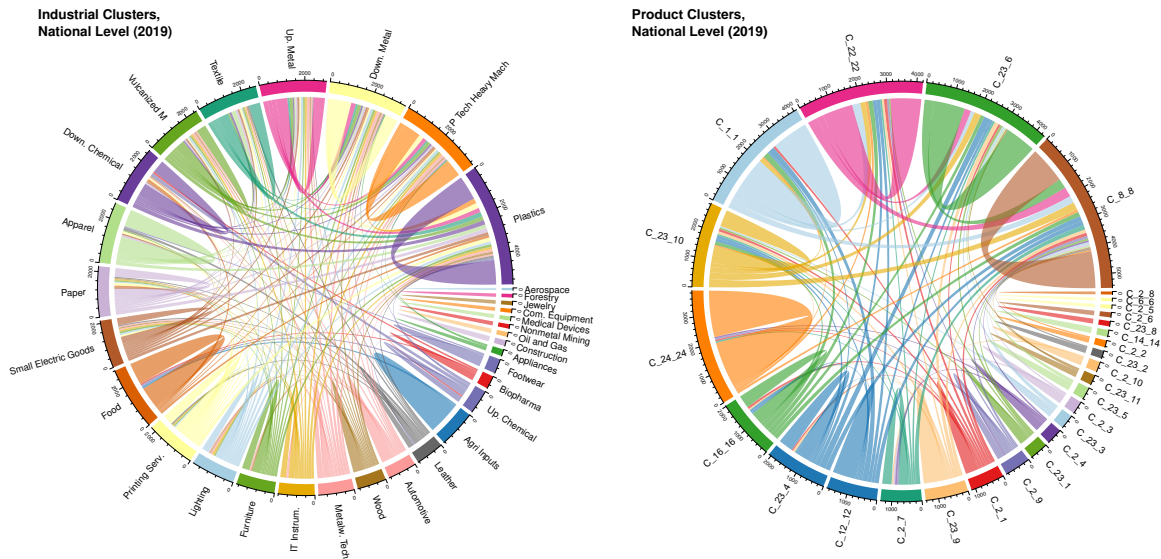 Industrial Clusters,
National Level (2019)
Up. Metal
Down. Metal
P. Tech Heavy Mach
Plastics
Aerospace
Forestry
Jewelry
Com. Equipment
Medical Devices
Nonmetal Mining
Oil and Gas
Construction
Appliances
Footwear
Biopharma
Up. Chemical
Agri Inputs
Leather
Automotive
Wood
Metalw. Tech
IT Instrum.
Furniture
Lighting
Printing Serv.
Food
Small Electric Goods
Paper
Apparel
Down. Chemical
Vulcanized M
Textile
Product Clusters,
National Level (2019)
C_22_22
C_23_6
C_8_8
C_2_8
C_6_6
C_2_5
C_2_6
C_23_8
C_14_14
C_2_2
C_23_2
C_2_10
C_23_11
C_23_5
C_2_3
C_23_3
C_2_4
C_23_1
C_2_9
C_2_1
C_23_9
C_2_7
C_12_12
C_23_4
C_16_16
C_24_24
C_23_10
C_1_1